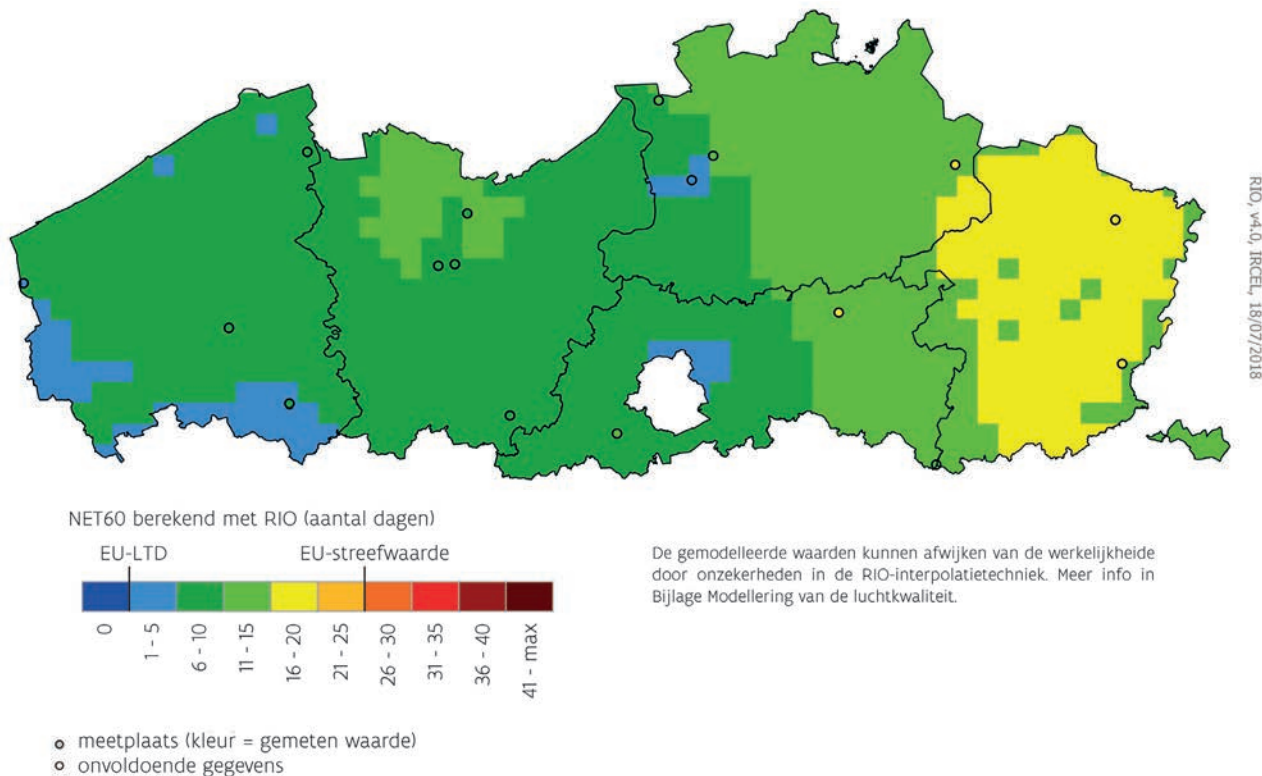 RIO, v4.0, IRCEL, 18/07/2018
NET60 berekend met RIO (aantal dagen)
EU-LTD EU-streefwaarde
0
1 - 5
6 - 10
11 - 15
16 - 20
21 - 25
26 - 30
31 - 35
36 - 40
41 - max
De gemodelleerde waarden kunnen afwijken van de werkelijkheide
door onzekerheden in de RIO-interpolatietechniek. Meer info in
Bijlage Modellering van de luchtkwaliteit.
meetplaats (kleur = gemeten waarde)
onvoldoende gegevens